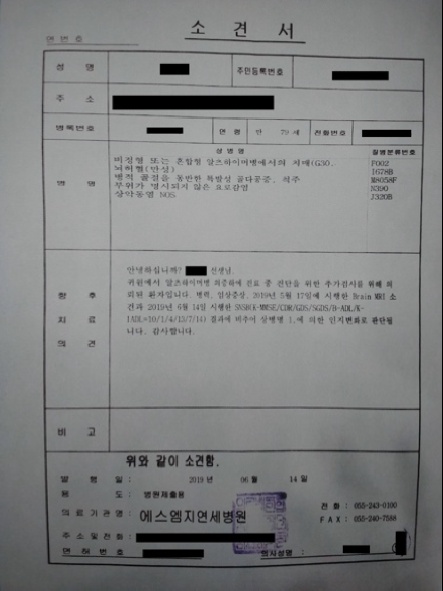 소 견 서
연번호
성 명 주민등록번호
주 소
병록번호 연 령 만 79 세 전화번호
상 병 명 질병분류번호
병 명
미정형 또는 혼합형 알츠하이머병에서의 치매(G30. F002
뇌허혈(만성) I678B
병적 골절을 동반한 특발성 골다공증, 척주 M8058F
부위가 명시되지 않은 요로감염 N390
상악동염 NOS J320B
향 후 치 료 의 견
안녕하십니까? 선생님.
귀원에서 알츠하이머병 의증하에 진료 중 진단을 위한 추가검사를 위해 의
뢰된 환자입니다. 병력, 임상증상, 2019년 5월 17일에 시행한 Brain MRI 소
견과 2019년 6월 14일 시행한 /CDR/GDS/SGDS/B-ADL/K-
IADL=10/1/4/13/7/14) 결과에 비추어 상병명 1.에 의한 인지변화로 판단됩
니다. 감사합니다.
비 고
위와 같이 소견함.
발 행 일 : 2019 년 06 월 14 일
용 도 : 병원제출용
의료기관명 : 에스엠지연세병원
전 화 : 055-243-0100
FAX : 055-240-7588
주소 및 전화 :
면 허 번 호 의사성명 :